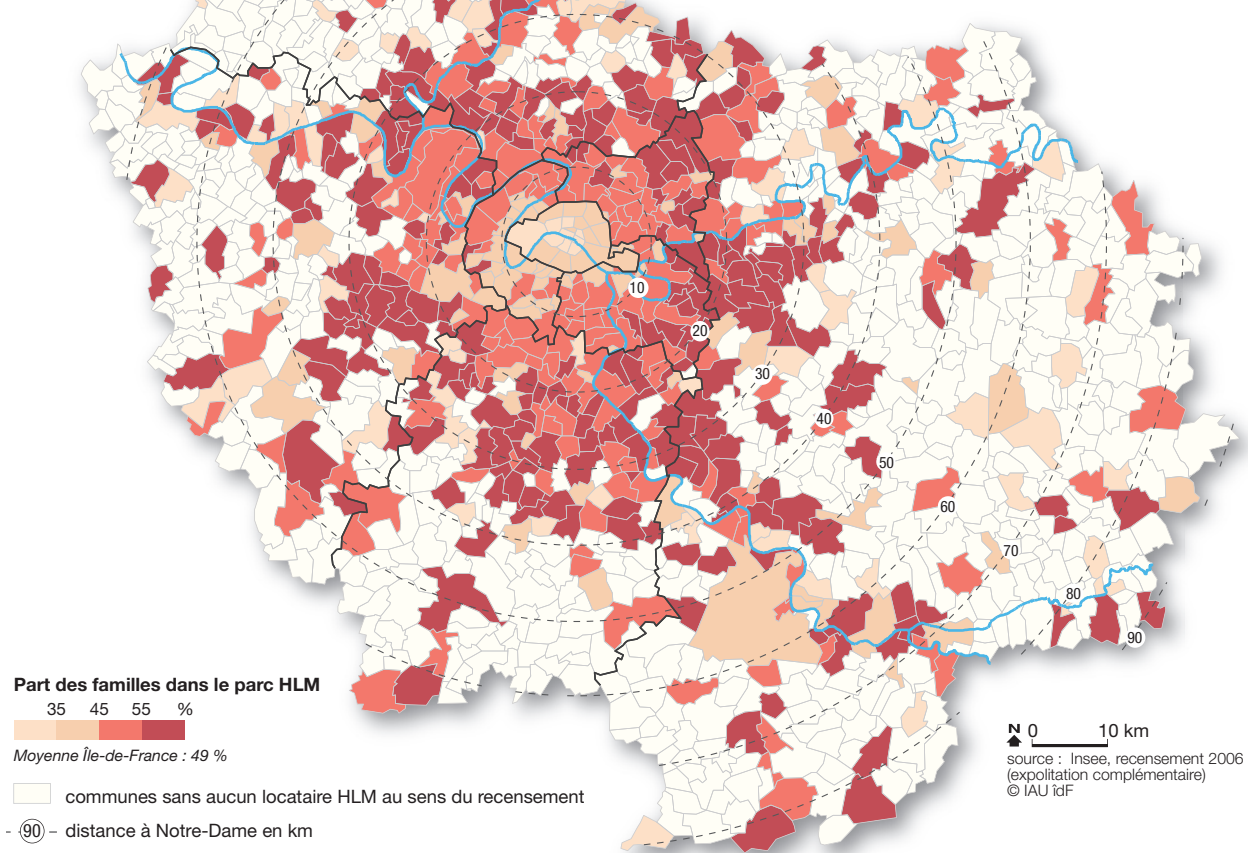 10
20
30
40
50
60
70
80
90
Part des familles dans le parc HLM
35 45 55 %
Moyenne Île-de-France : 49 %
communes sans aucun locataire HLM au sens du recensement
90 distance à Notre-Dame en km
N 0 10 km
source : Insee, recensement 2006
(expolitation complémentaire)
© IAU îdF